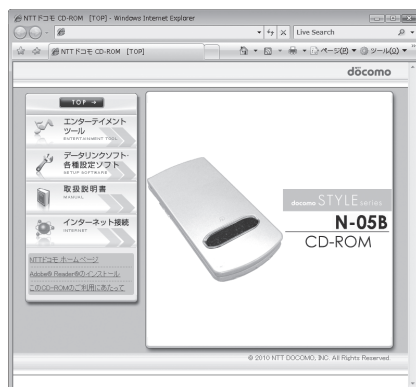 NTTドコモ CD-ROM [TOP] - Windows Internet Explorer
Live Search
NTTドコモ CD-ROM [TOP]
ページ(P) ツール(O)
döcomo
TOP →
エンターテイメント
ツール
ENTERTAINMENT TOOL
データリンクソフト・
各種設定ソフト
SETUP SOFTWARE
取扱説明書
MANUAL
インターネット接続
INTERNET
NTTドコモ ホームページ
Adobe® Reader®のインストール
このCD-ROMのご利用にあたって
docomo STYLE series
N-05B
CD-ROM
© 2010 NTT DOCOMO, INC. All Rights Reserved.